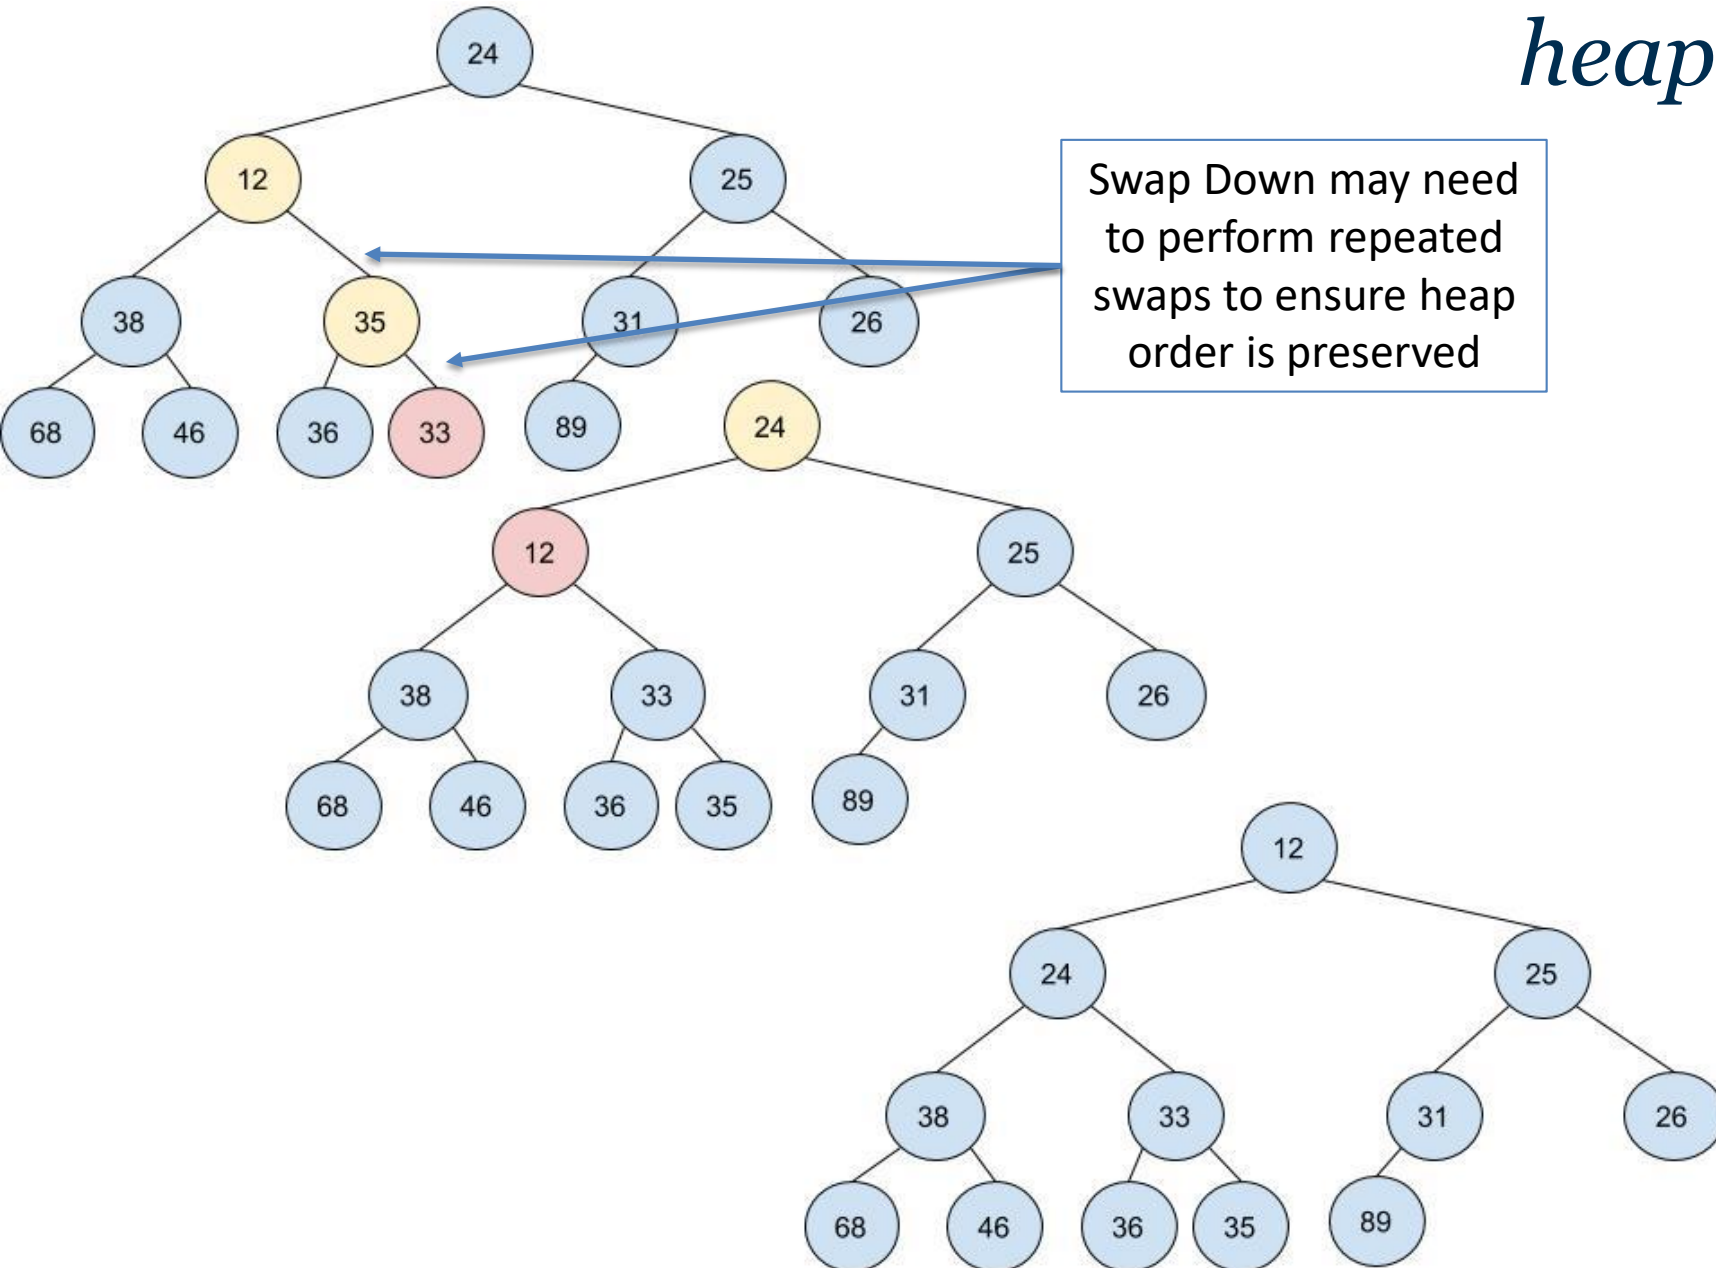 heap
Swap Down may need
to perform repeated
swaps to ensure heap
order is preserved
24
12 25
38 35 31 26
68 46 36 33 89
24
12 25
38 33 31 26
68 46 36 35 89
12
24 25
38 33 31 26
68 46 36 35 89